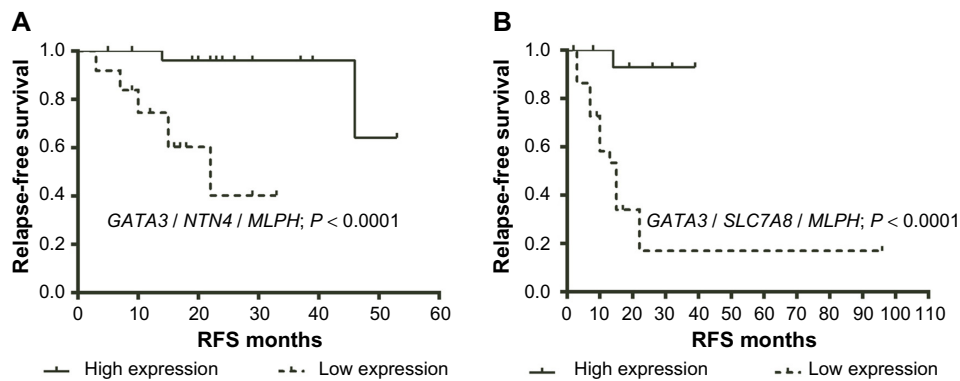 A
Relapse-free survival
1.0
0.8
0.6
0.4
0.2
0.0
GATA3 / NTN4 / MLPH; P < 0.0001
0 10 20 30 40 50 60
RFS months
High expression Low expression
B
Relapse-free survival
1.0
0.8
0.6
0.4
0.2
0.0
GATA3 / SLC7A8 / MLPH; P < 0.0001
0 10 20 30 40 50 60 70 80 90 100 110
RFS months
High expression Low expression